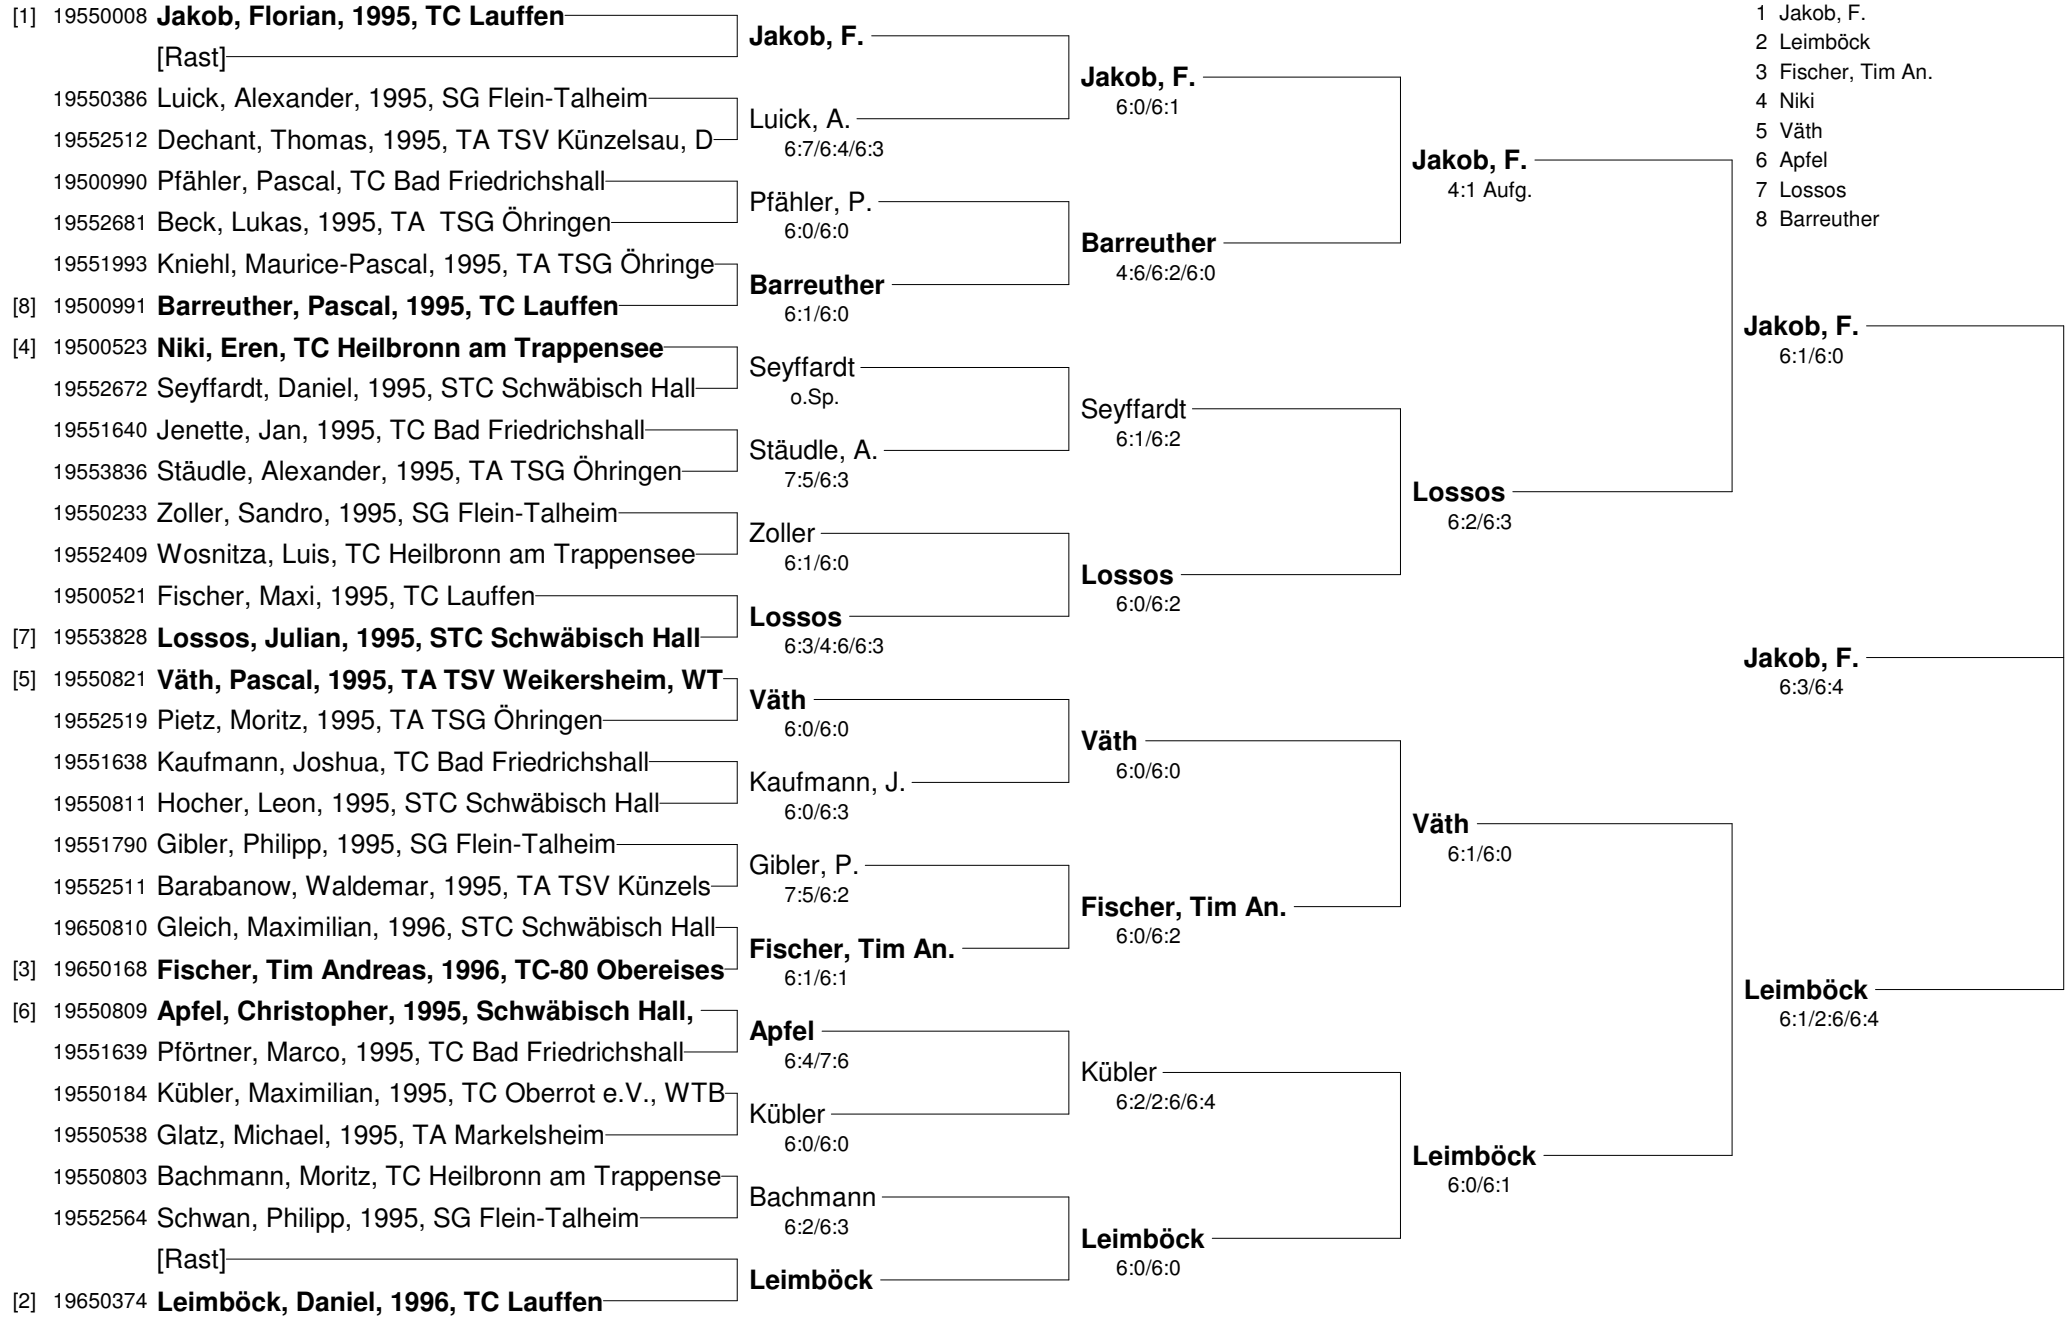 [1] 19550008 Jakob, Florian, 1995, TC Lauffen
[Rast]
19550386 Luick, Alexander, 1995, SG Flein-Talheim
19552512 Dechant, Thomas, 1995, TA TSV Künzelsau, D
19500990 Pfähler, Pascal, TC Bad Friedrichshall
19552681 Beck, Lukas, 1995, TA TSG Öhringen
19551993 Kniehl, Maurice-Pascal, 1995, TA TSG Öhringe
[8] 19500991 Barreuther, Pascal, 1995, TC Lauffen
[4] 19500523 Niki, Eren, TC Heilbronn am Trappensee
19552672 Seyffardt, Daniel, 1995, STC Schwäbisch Hall
19551640 Jenette, Jan, 1995, TC Bad Friedrichshall
19553836 Stäudle, Alexander, 1995, TA TSG Öhringen
19550233 Zoller, Sandro, 1995, SG Flein-Talheim
19552409 Wosnitza, Luis, TC Heilbronn am Trappensee
19500521 Fischer, Maxi, 1995, TC Lauffen
[7] 19553828 Lossos, Julian, 1995, STC Schwäbisch Hall
[5] 19550821 Väth, Pascal, 1995, TA TSV Weikersheim, WT
19552519 Pietz, Moritz, 1995, TA TSG Öhringen
19551638 Kaufmann, Joshua, TC Bad Friedrichshall
19550811 Hocher, Leon, 1995, STC Schwäbisch Hall
19551790 Gibler, Philipp, 1995, SG Flein-Talheim
19552511 Barabanow, Waldemar, 1995, TA TSV Künzels
19650810 Gleich, Maximilian, 1996, STC Schwäbisch Hall
[3] 19650168 Fischer, Tim Andreas, 1996, TC-80 Obereises
[6] 19550809 Apfel, Christopher, 1995, Schwäbisch Hall,
19551639 Pförtner, Marco, 1995, TC Bad Friedrichshall
19550184 Kübler, Maximilian, 1995, TC Oberrot e.V., WTB
19550538 Glatz, Michael, 1995, TA Markelsheim
19550803 Bachmann, Moritz, TC Heilbronn am Trappense
19552564 Schwan, Philipp, 1995, SG Flein-Talheim
[Rast]
[2] 19650374 Leimböck, Daniel, 1996, TC Lauffen
Jakob, F.
Luick, A.
6:7/6:4/6:3
Pfähler, P.
6:0/6:0
Barreuther
6:1/6:0
Seyffardt
o.Sp.
Stäudle, A.
7:5/6:3
Zoller
6:1/6:0
Lossos
6:3/4:6/6:3
Väth
6:0/6:0
Kaufmann, J.
6:0/6:3
Gibler, P.
7:5/6:2
Fischer, Tim An.
6:1/6:1
Apfel
6:4/7:6
Kübler
6:0/6:0
Bachmann
6:2/6:3
Leimböck
Jakob, F.
6:0/6:1
Barreuther
4:6/6:2/6:0
Seyffardt
6:1/6:2
Lossos
6:0/6:2
Väth
6:0/6:0
Fischer, Tim An.
6:0/6:2
Kübler
6:2/2:6/6:4
Leimböck
6:0/6:0
Jakob, F.
4:1 Aufg.
Lossos
6:2/6:3
Väth
6:1/6:0
Leimböck
6:0/6:1
1 Jakob, F.
2 Leimböck
3 Fischer, Tim An.
4 Niki
5 Väth
6 Apfel
7 Lossos
8 Barreuther
Jakob, F.
6:1/6:0
Jakob, F.
6:3/6:4
Leimböck
6:1/2:6/6:4